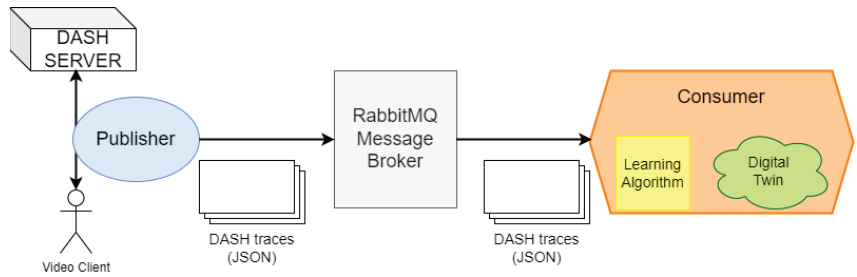 DASH
SERVER
Publisher
Video Client
DASH traces
(JSON)
RabbitMQ
Message
Broker
DASH traces
(JSON)
Consumer
Learning
Algorithm
Digital
Twin